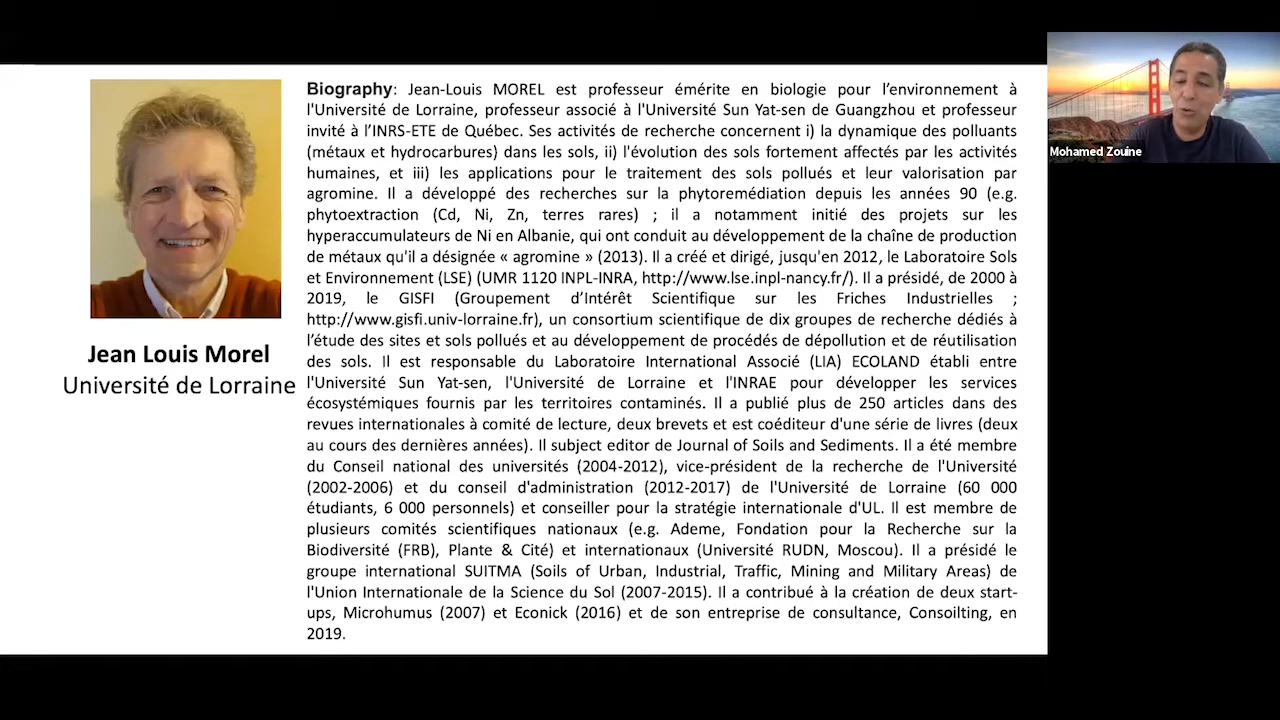 Biography: Jean-Louis MOREL est professeur émérite en biologie pour l’environnement à
l'Université de Lorraine, professeur associé à l'Université Sun Yat-sen de Guangzhou et professeur
invité à l’INRS-ETE de Québec. Ses activités de recherche concernent i) la dynamique des polluants
(métaux et hydrocarbures) dans les sols, ii) l'évolution des sols fortement affectés par les activités
humaines, et iii) les applications pour le traitement des sols pollués et leur valorisation par
agromine. Il a développé des recherches sur la phytoremédiation depuis les années 90 (e.g.
phytoextraction (Cd, Ni, Zn, terres rares) ; il a notamment initié des projets sur les
hyperaccumulateurs de Ni en Albanie, qui ont conduit au développement de la chaîne de production
de métaux qu'il a désignée « agromine » (2013). Il a créé et dirigé, jusqu'en 2012, le Laboratoire Sols
et Environnement (LSE) (UMR 1120 INPL-INRA, http://www.lse.inpl-nancy.fr/). Il a présidé, de 2000 à
2019, le GISFI (Groupement d’Intérêt Scientifique sur les Friches Industrielles ;
http://www.gisfi.univ-lorraine.fr), un consortium scientifique de dix groupes de recherche dédiés à
l’étude des sites et sols pollués et au développement de procédés de dépollution et de réutilisation
des sols. Il est responsable du Laboratoire International Associé (LIA) ECOLAND établi entre
l'Université Sun Yat-sen, l'Université de Lorraine et l'INRAE pour développer les services
écosystémiques fournis par les territoires contaminés. Il a publié plus de 250 articles dans des
revues internationales à comité de lecture, deux brevets et est coéditeur d'une série de livres (deux
au cours des dernières années). Il subject editor de Journal of Soils and Sediments. Il a été membre
du Conseil national des universités (2004-2012), vice-président de la recherche de l'Université
(2002-2006) et du conseil d'administration (2012-2017) de l'Université de Lorraine (60 000
étudiants, 6 000 personnels) et conseiller pour la stratégie internationale d'UL. Il est membre de
plusieurs comités scientifiques nationaux (e.g. Ademe, Fondation pour la Recherche sur la
Biodiversité (FRB), Plante & Cité) et internationaux (Université RUDN, Moscou). Il a présidé le
groupe international SUITMA (Soils of Urban, Industrial, Traffic, Mining and Military Areas) de
l'Union Internationale de la Science du Sol (2007-2015). Il a contribué à la création de deux start-
ups, Microhumus (2007) et Econick (2016) et de son entreprise de consultance, Consoilting, en
2019.
Jean Louis Morel
Université de Lorraine
Mohamed Zouine